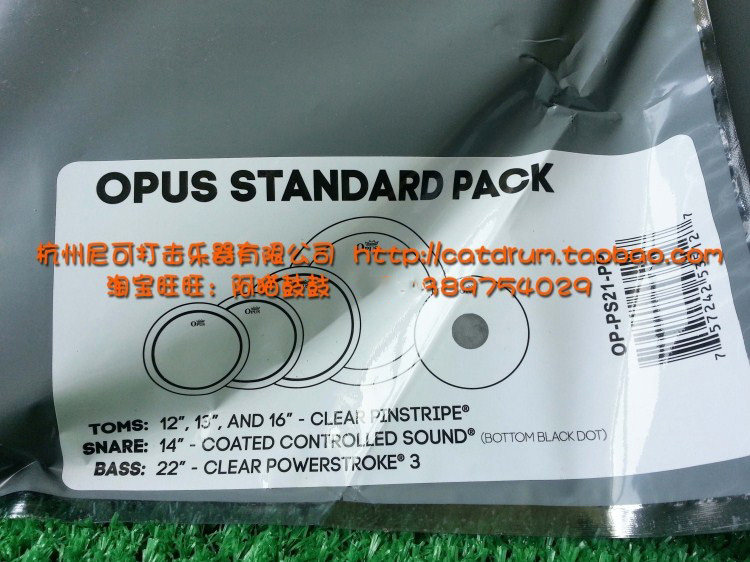 OPUS STANDARD PACK
杭州尼可打击乐器有限公司 http://catdrum.taobao.com
淘宝旺旺：阿猫鼓鼓 389754029
OPUS
OPUS
TOMS: 12", 13", AND 16" - CLEAR PINSTRIPE®
SNARE: 14" - COATED CONTROLLED SOUND® (BOTTOM BLACK DOT)
BASS: 22" - CLEAR POWERSTROKE® 3